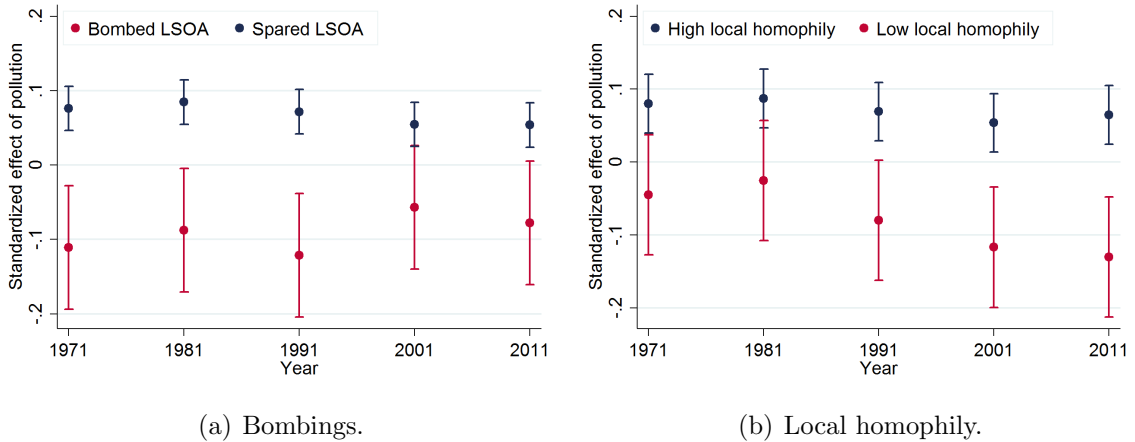 Standardized effect of pollution
.2
.1
0
-.1
-.2
Bombed LSOA Spared LSOA
1971 1981 1991 2001 2011
Year
(a) Bombings.
Standardized effect of pollution
.2
.1
0
-.1
-.2
High local homophily Low local homophily
1971 1981 1991 2001 2011
Year
(b) Local homophily.